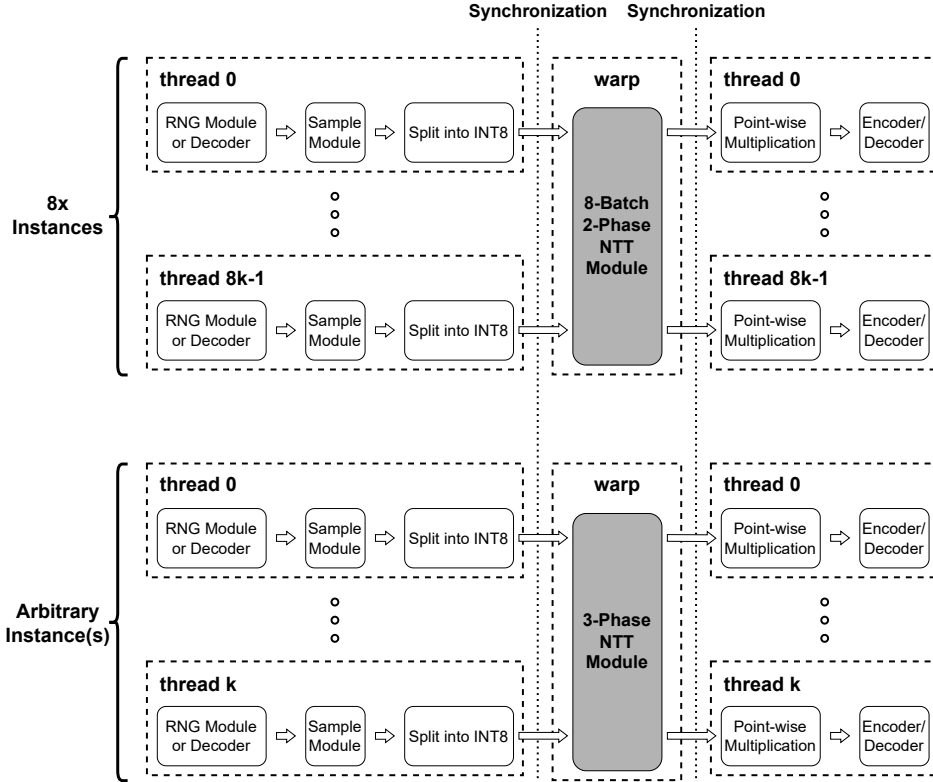 Synchronization
Synchronization
thread 0
RNG Module
or Decoder
Sample
Module
Split into INT8
warp
thread 0
Point-wise
Multiplication
Encoder/
Decoder
8x
Instances
8-Batch
2-Phase
NTT
Module
thread 8k-1
RNG Module
or Decoder
Sample
Module
Split into INT8
thread 8k-1
Point-wise
Multiplication
Encoder/
Decoder
thread 0
RNG Module
or Decoder
Sample
Module
Split into INT8
warp
thread 0
Point-wise
Multiplication
Encoder/
Decoder
Arbitrary
Instance(s)
3-Phase
NTT
Module
thread k
RNG Module
or Decoder
Sample
Module
Split into INT8
thread k
Point-wise
Multiplication
Encoder/
Decoder